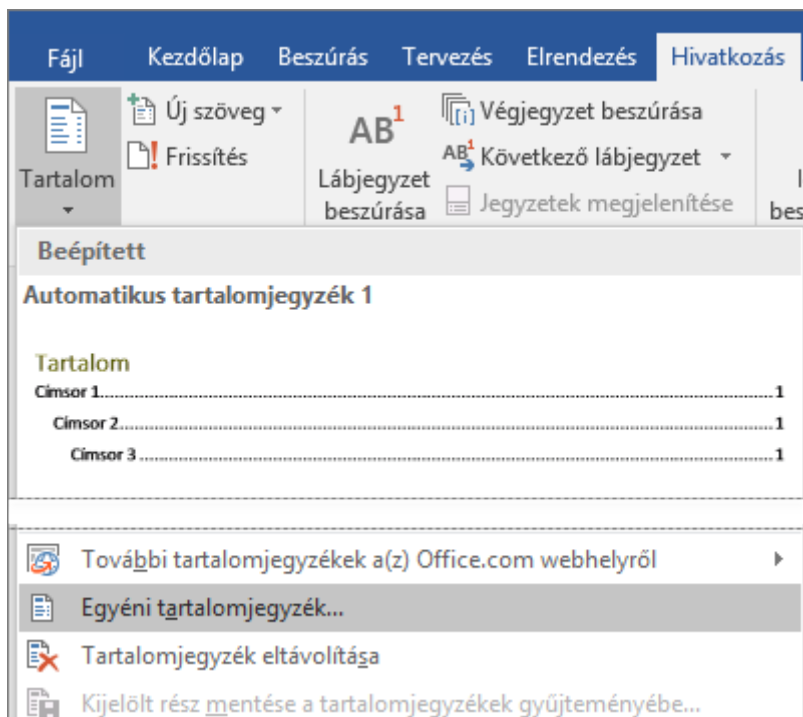 Fájl Kezdőlap Beszúrás Tervezés Elrendezés Hivatkozás
Tartalom
Új szöveg
Frissítés
AB1
Lábjegyzet
beszúrása
[i] Végjegyzet beszúrása
AB1 Következő lábjegyzet
Jegyzetek megjelenítése
Beépített
Automatikus tartalomjegyzék 1
Tartalom
Címsor 1 1
Címsor 2 1
Címsor 3 1
További tartalomjegyzékek a(z) Office.com webhelyről
Egyéni tartalomjegyzék...
Tartalomjegyzék eltávolítása
Kijelölt rész mentése a tartalomjegyzékek gyűjteményébe...